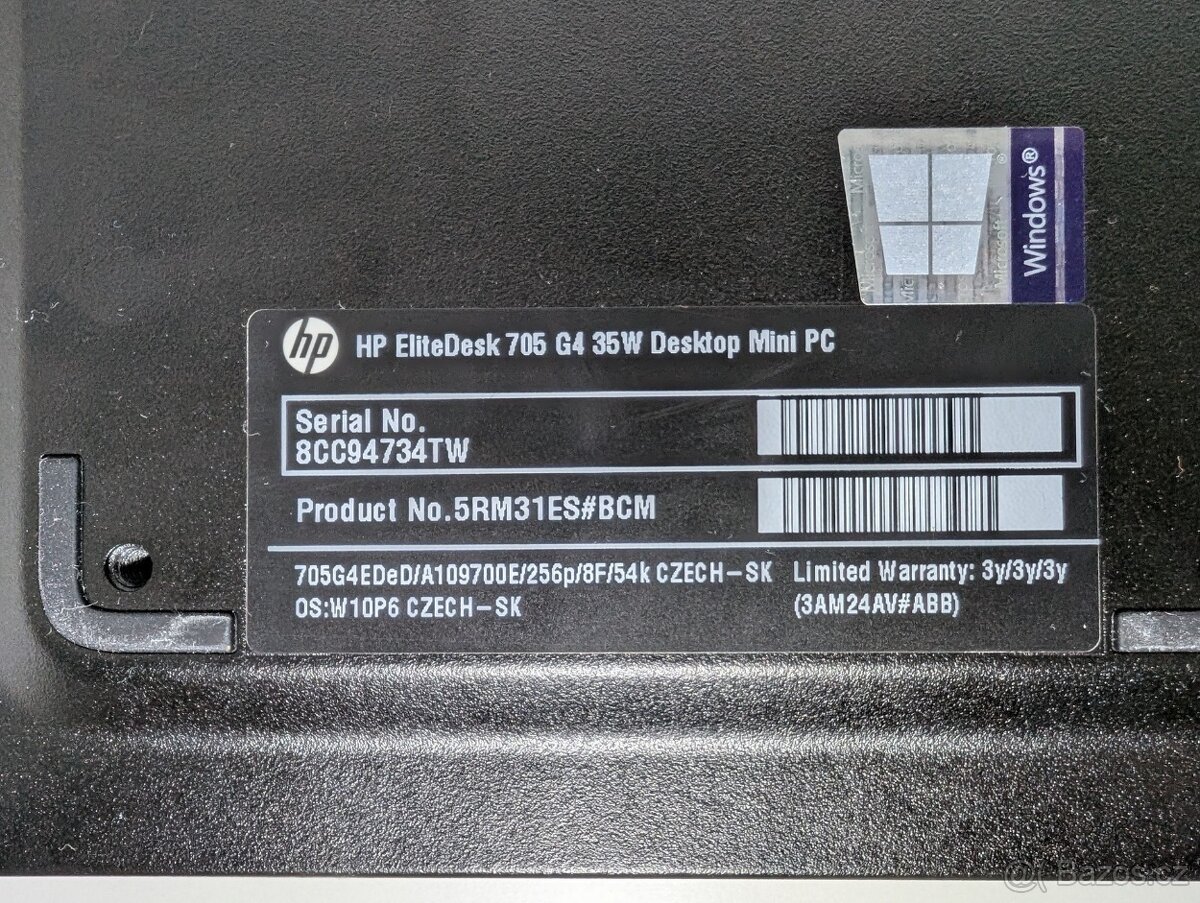 Windows®
hp HP EliteDesk 705 G4 35W Desktop Mini PC
Serial No.
8CC94734TW
Product No.5RM31ES#BCM
705G4EDeD/A109700E/256p/8F/54k CZECH-SK Limited Warranty: 3y/3y/3y
OS:W10P6 CZECH-SK (3AM24AV#ABB)
@( Bazos.cz